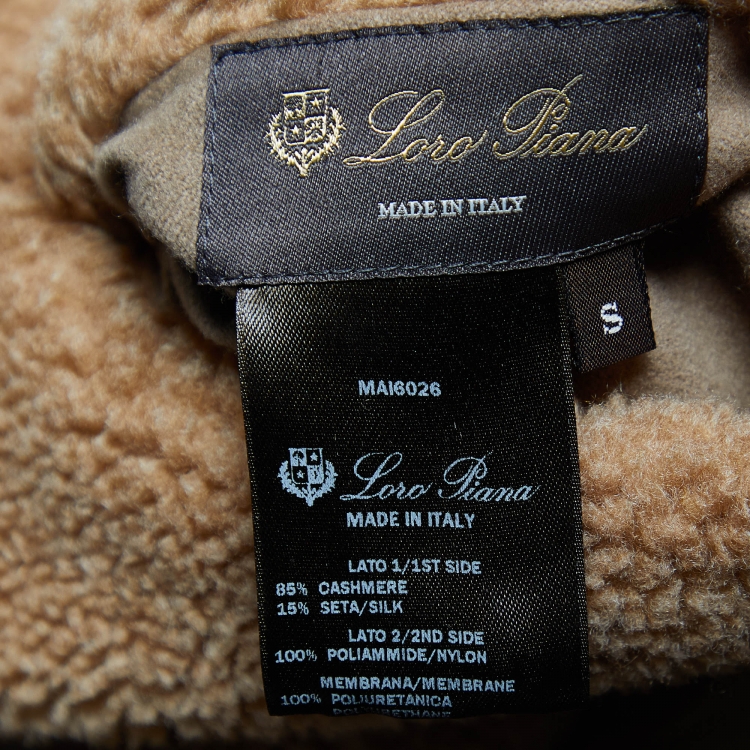 Loro Piana
MADE IN ITALY
S
MAI6026
Loro Piana
MADE IN ITALY
LATO 1/1ST SIDE
85% CASHMERE
15% SETA/SILK
LATO 2/2ND SIDE
100% POLIAMMIDE/NYLON
MEMBRANA/MEMBRANE
100% POLIURETANICA
POLYURETHANE